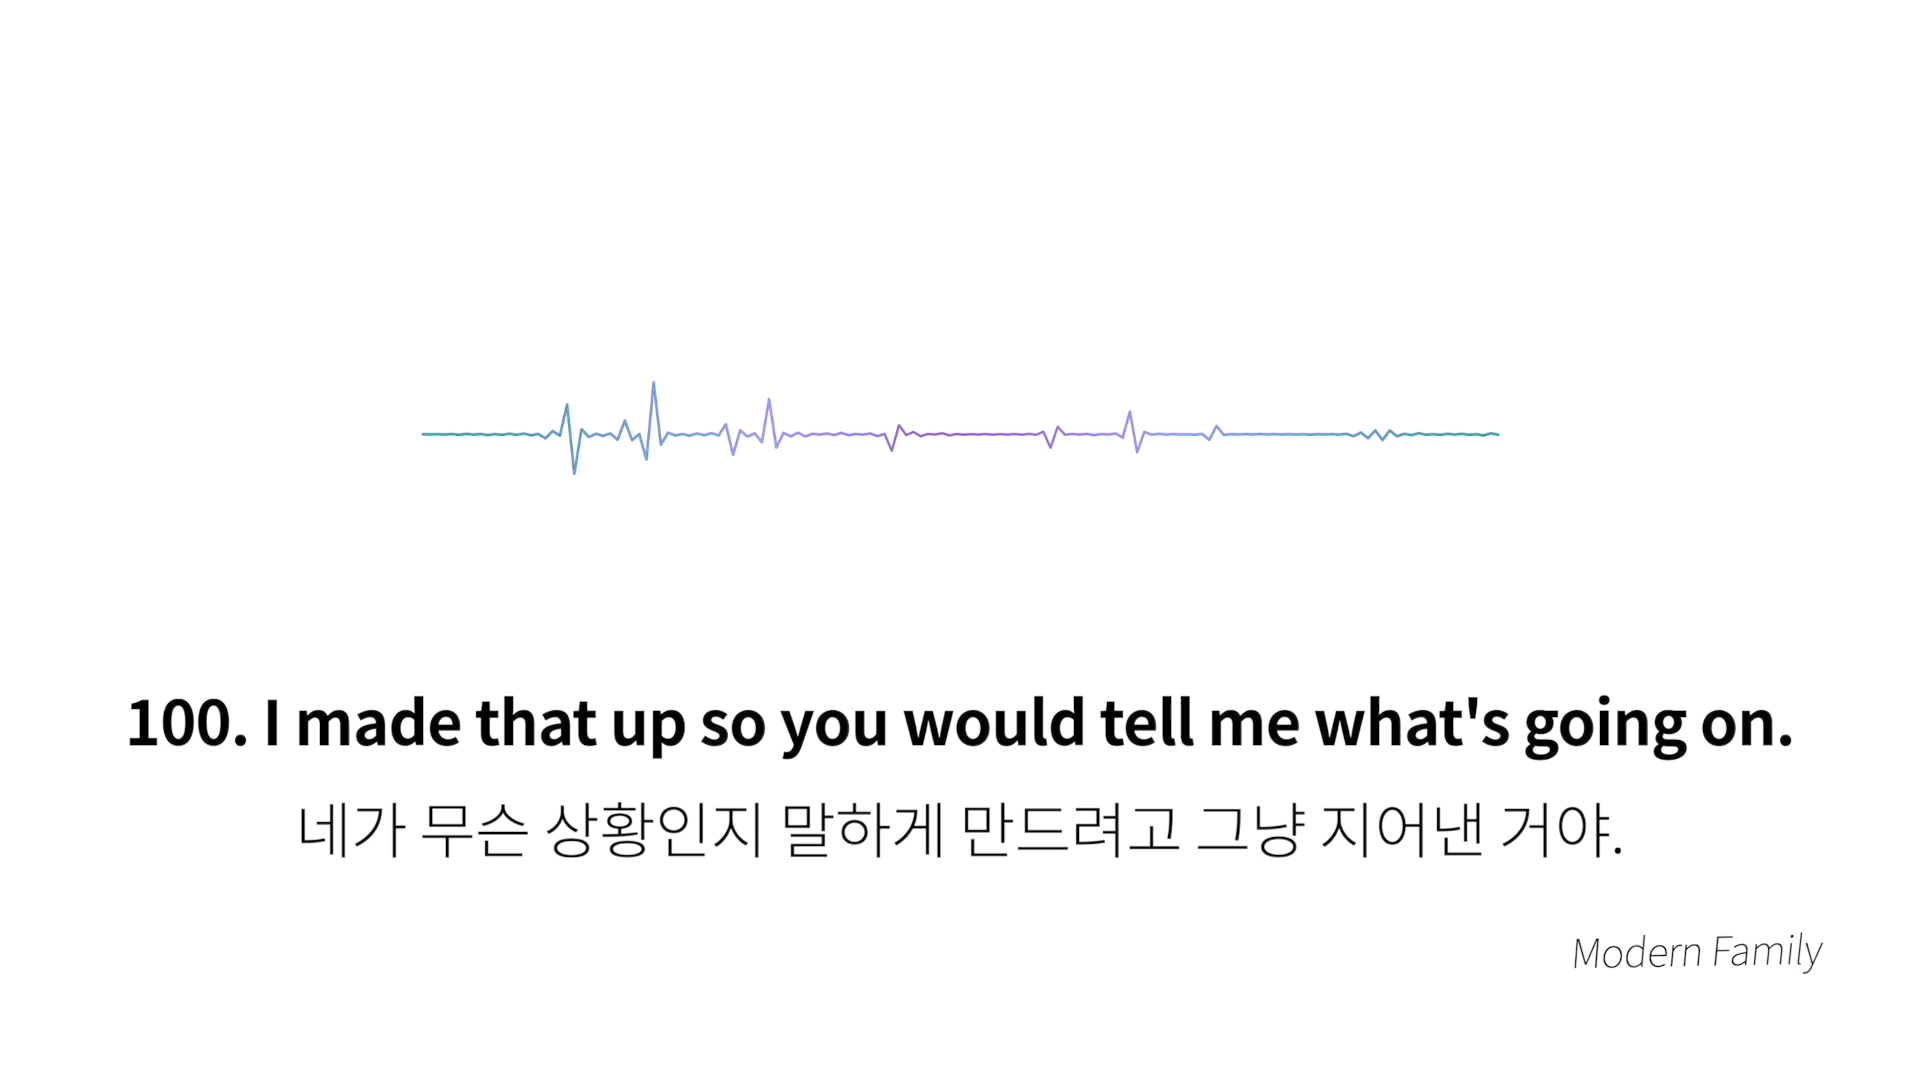 100. I made that up so you would tell me what's going on.
네가 무슨 상황인지 말하게 만드려고 그냥 지어낸 거야.
Modern Family